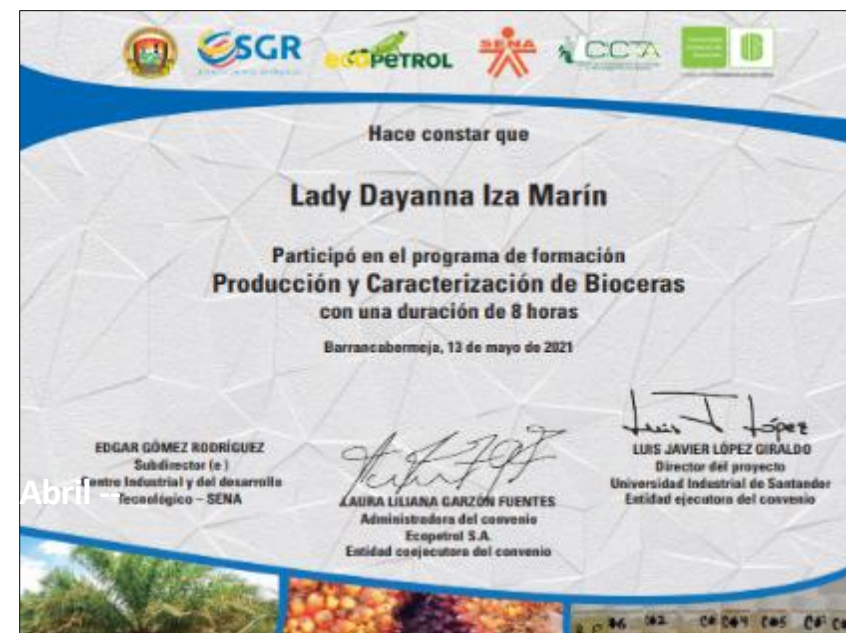 SGR
ecoPETROL
SENA
Hace constar que
Lady Dayanna Iza Marín
Participó en el programa de formación
Producción y Caracterización de Bioceras
con una duración de 8 horas
Barrancabermeja, 13 de mayo de 2021
EDGAR GÓMEZ RODRÍGUEZ
Subdirector (e )
Centro Industrial y del desarrollo
Tecnológico – SENA
Abril --
LAURA LILIANA GARZÓN FUENTES
Administradora del convenio
Ecopetrol S.A.
Entidad coejecutora del convenio
Luis J López
LUIS JAVIER LÓPEZ GIRALDO
Director del proyecto
Universidad Industrial de Santander
Entidad ejecutora del convenio